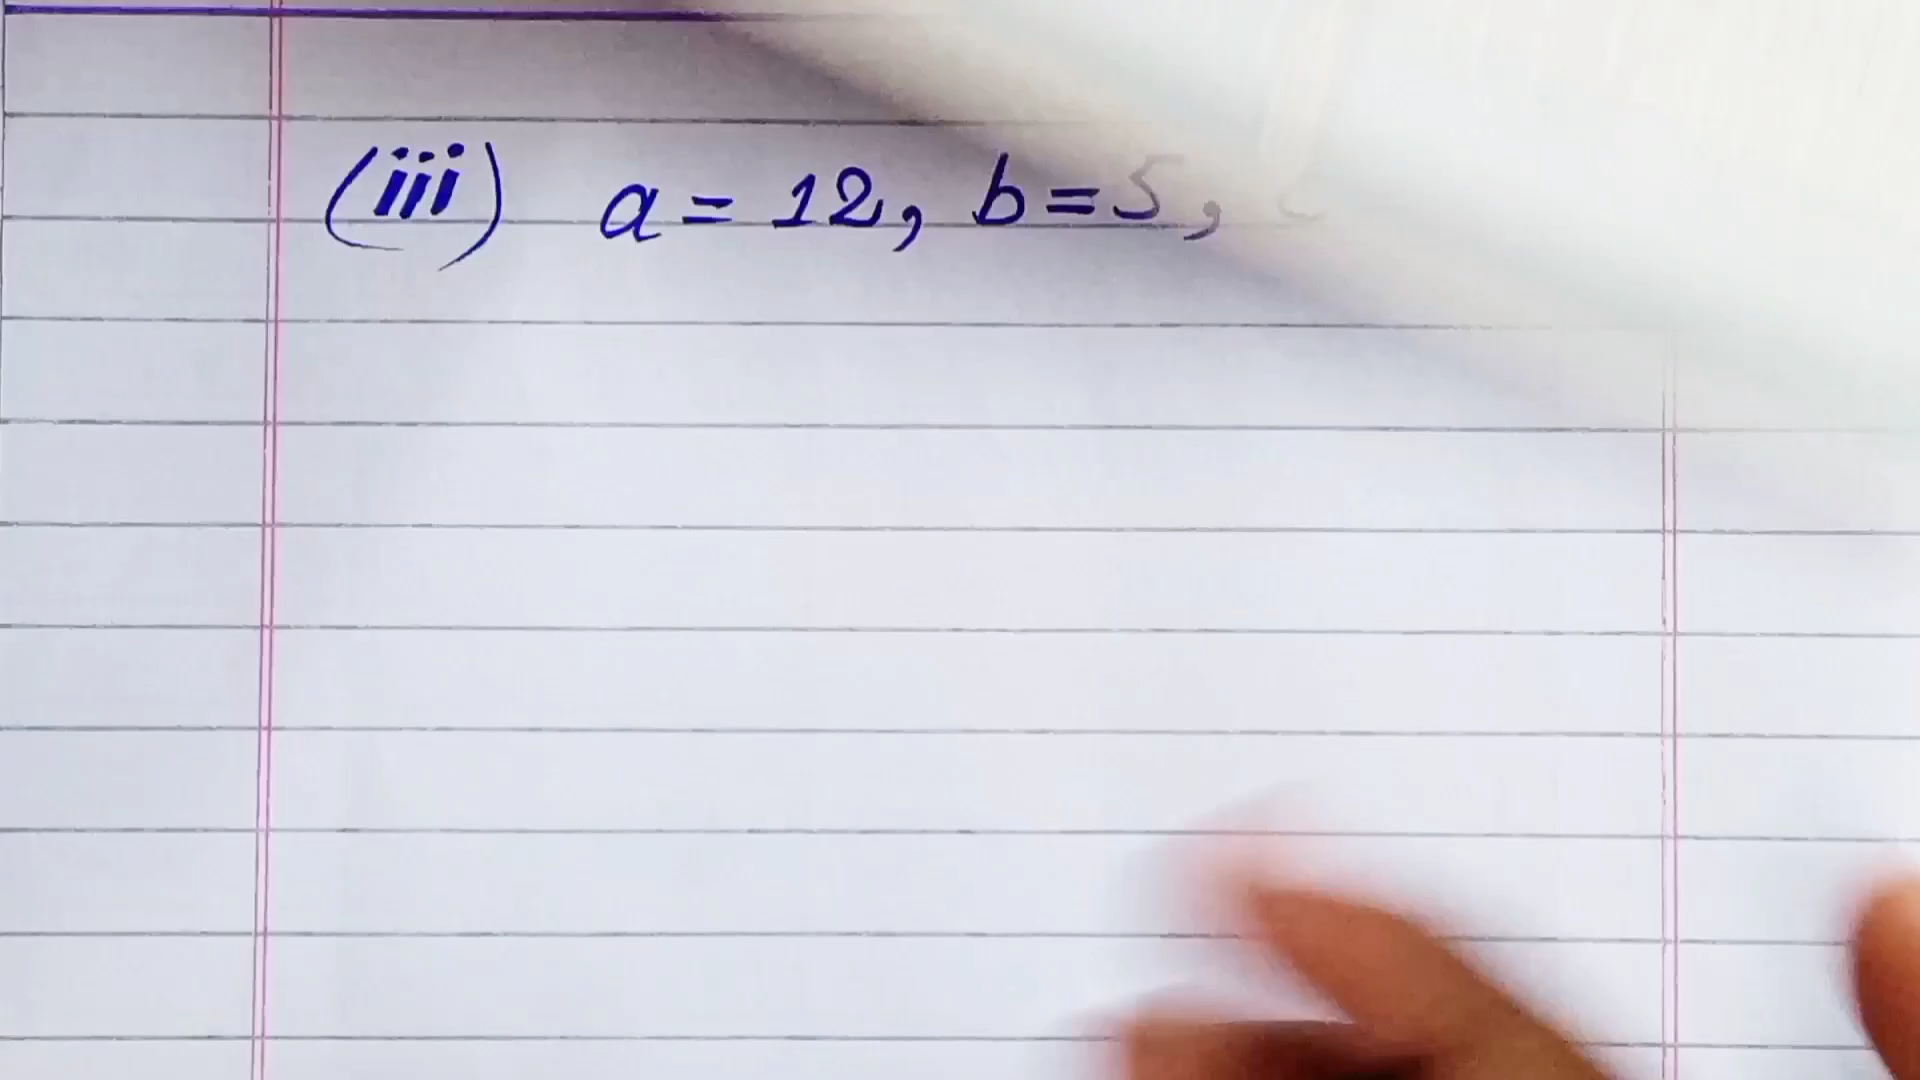 (iii) a = 12, b = 5,